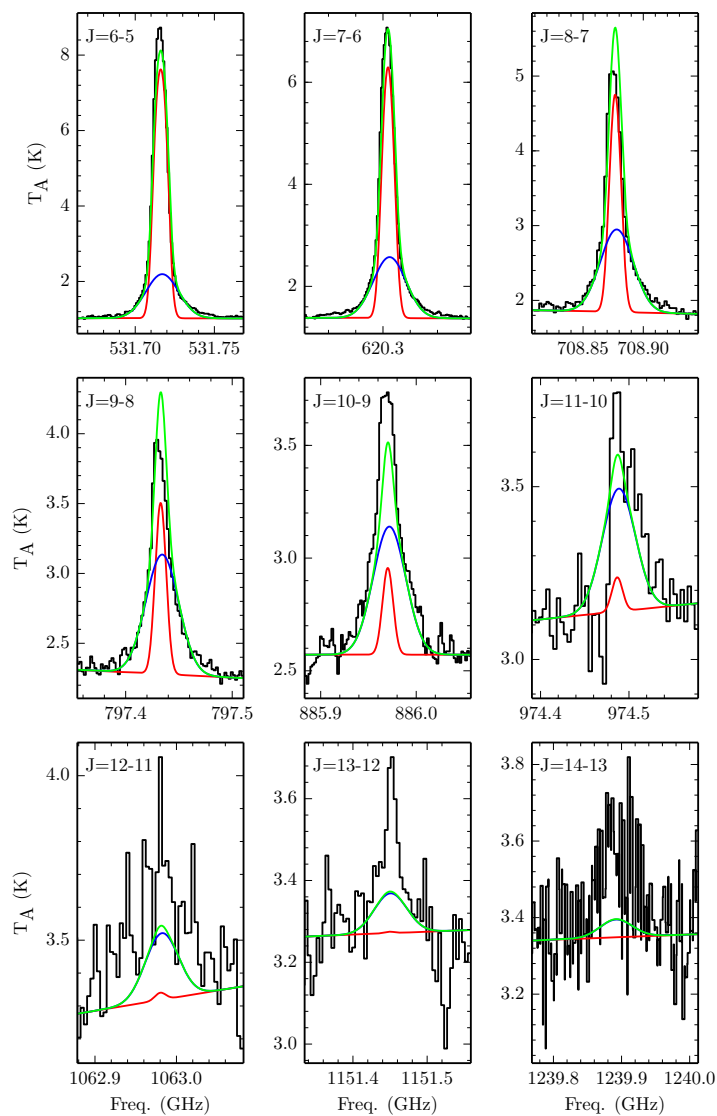 J=6-5
J=7-6
J=8-7
8
6
4
2
6
4
2
5
4
3
2
T_A (K)
531.70 531.75
620.3
708.85 708.90
J=9-8
J=10-9
J=11-10
4.0
3.5
3.0
2.5
3.5
3.0
2.5
3.5
3.0
T_A (K)
797.4 797.5
885.9 886.0
974.4 974.5
J=12-11
J=13-12
J=14-13
4.0
3.5
3.6
3.4
3.2
3.0
3.8
3.6
3.4
3.2
T_A (K)
1062.9 1063.0
1151.4 1151.5
1239.8 1239.9 1240.0
Freq. (GHz)
Freq. (GHz)
Freq. (GHz)